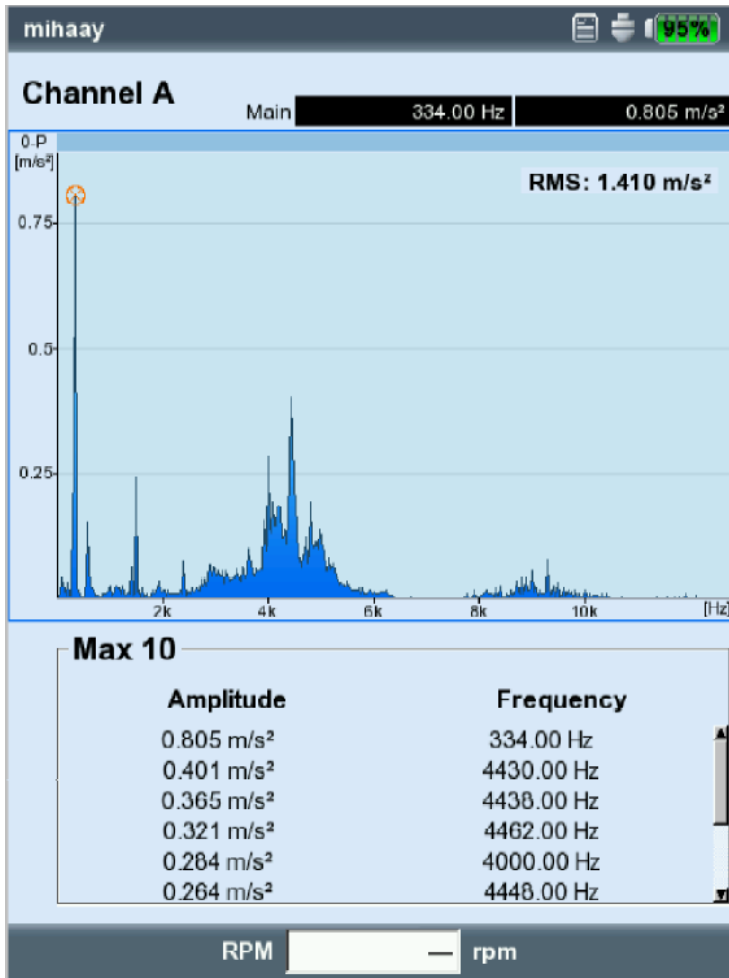 mihaay 95%
Channel A
Main 334.00 Hz 0.805 m/s²
0-P
[m/s²]
RMS: 1.410 m/s²
0.75
0.5
0.25
2k 4k 6k 8k 10k [Hz]
Max 10
Amplitude Frequency
0.805 m/s² 334.00 Hz
0.401 m/s² 4430.00 Hz
0.365 m/s² 4438.00 Hz
0.321 m/s² 4462.00 Hz
0.284 m/s² 4000.00 Hz
0.264 m/s² 4448.00 Hz
RPM — rpm